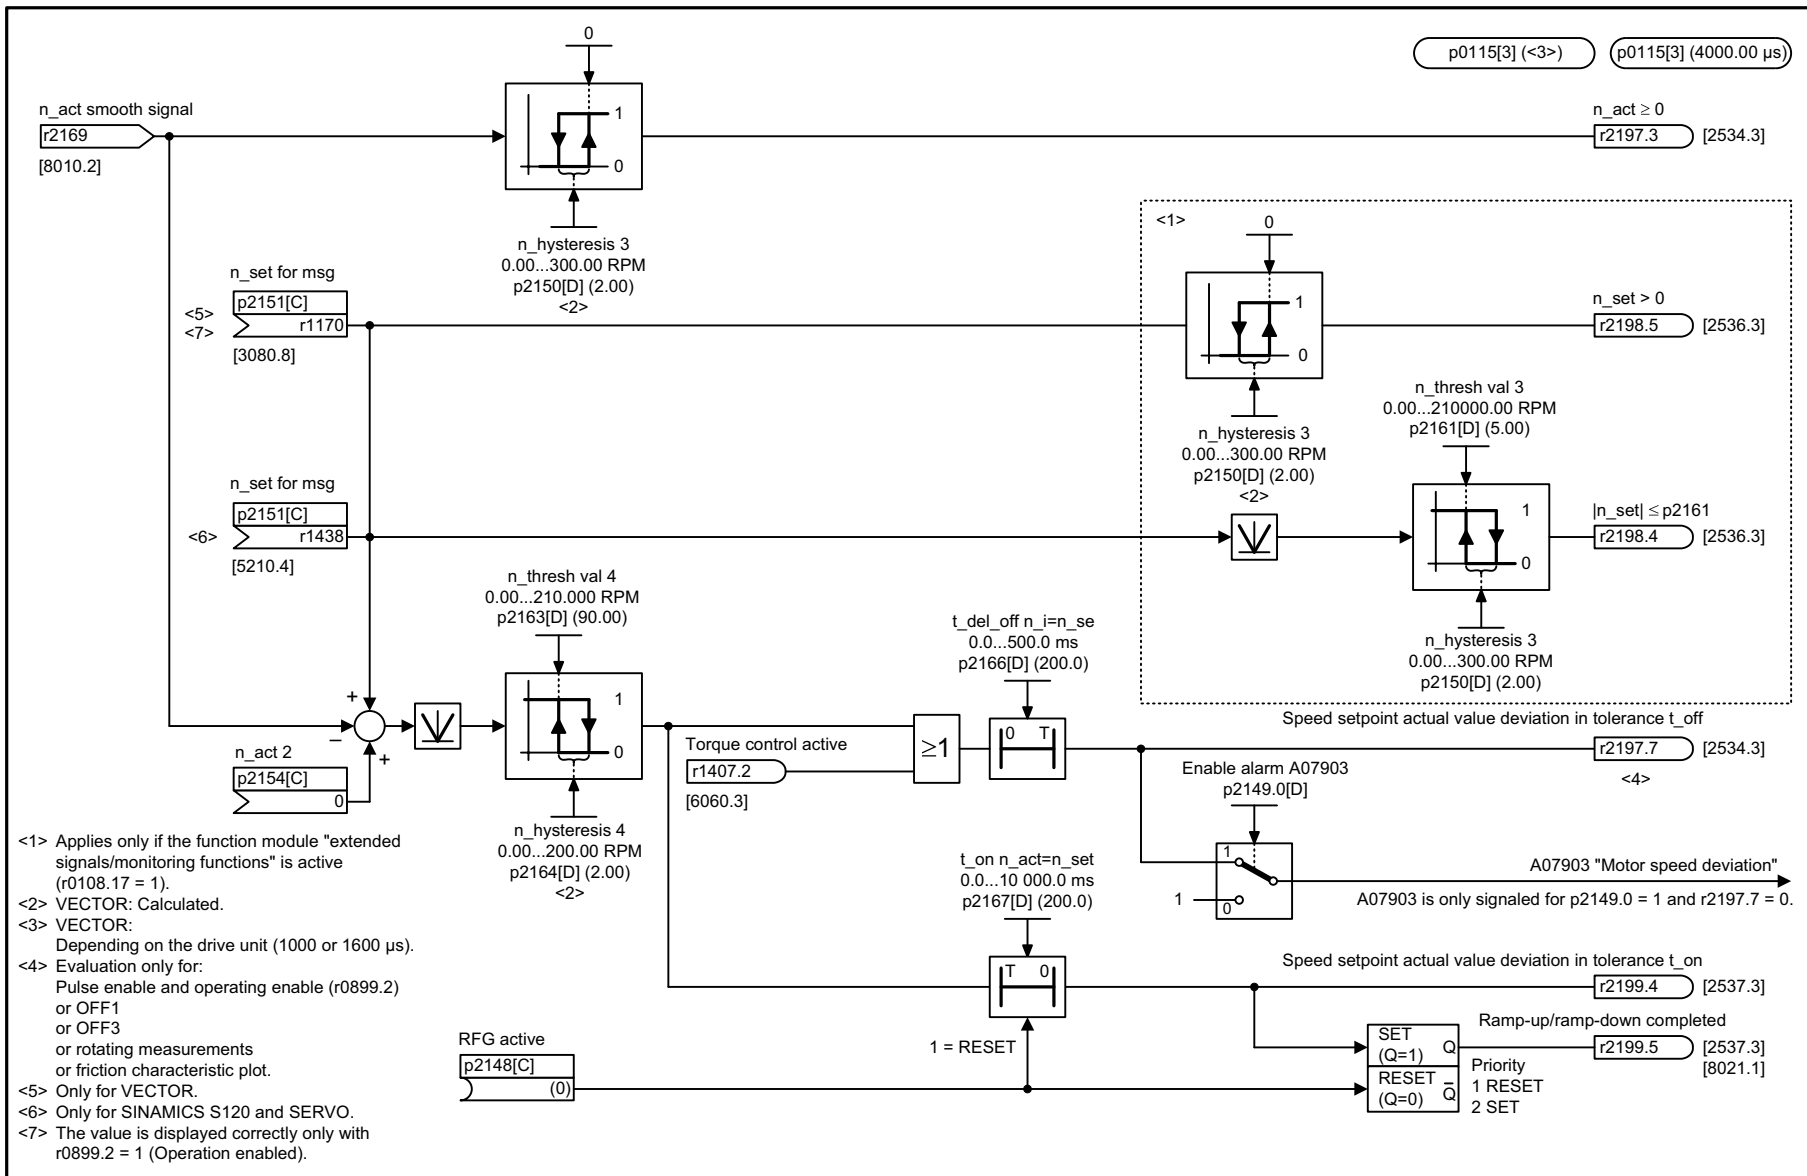 0
p0115[3] (<3>)
p0115[3] (4000.00 µs)
n_act smooth signal
r2169
[8010.2]
1
0
n_act ≥ 0
r2197.3
[2534.3]
n_hysteresis 3
0.00...300.00 RPM
p2150[D] (2.00)
<2>
<1>
0
n_set for msg
p2151[C]
<5>
<7>
r1170
[3080.8]
1
0
n_set > 0
r2198.5
[2536.3]
n_hysteresis 3
0.00...300.00 RPM
p2150[D] (2.00)
<2>
n_thresh val 3
0.00...210000.00 RPM
p2161[D] (5.00)
n_set for msg
p2151[C]
<6>
r1438
[5210.4]
1
0
|n_set| ≤ p2161
r2198.4
[2536.3]
n_hysteresis 3
0.00...300.00 RPM
p2150[D] (2.00)
n_thresh val 4
0.00...210.000 RPM
p2163[D] (90.00)
t_del_off n_i=n_se
0.0...500.0 ms
p2166[D] (200.0)
+
–
+
n_act 2
p2154[C]
0
1
0
Torque control active
r1407.2
[6060.3]
≥1
0 T
Speed setpoint actual value deviation in tolerance t_off
r2197.7
[2534.3]
<4>
Enable alarm A07903
p2149.0[D]
1
1
0
A07903 "Motor speed deviation"
A07903 is only signaled for p2149.0 = 1 and r2197.7 = 0.
n_hysteresis 4
0.00...200.00 RPM
p2164[D] (2.00)
<2>
t_on n_act=n_set
0.0...10 000.0 ms
p2167[D] (200.0)
T 0
Speed setpoint actual value deviation in tolerance t_on
r2199.4
[2537.3]
1 = RESET
RFG active
p2148[C]
(0)
SET
(Q=1)
Q
RESET
(Q=0)
Q̅
Ramp-up/ramp-down completed
r2199.5
[2537.3]
[8021.1]
Priority
1 RESET
2 SET
<1> Applies only if the function module "extended
signals/monitoring functions" is active
(r0108.17 = 1).
<2> VECTOR: Calculated.
<3> VECTOR:
Depending on the drive unit (1000 or 1600 µs).
<4> Evaluation only for:
Pulse enable and operating enable (r0899.2)
or OFF1
or OFF3
or rotating measurements
or friction characteristic plot.
<5> Only for VECTOR.
<6> Only for SINAMICS S120 and SERVO.
<7> The value is displayed correctly only with
r0899.2 = 1 (Operation enabled).